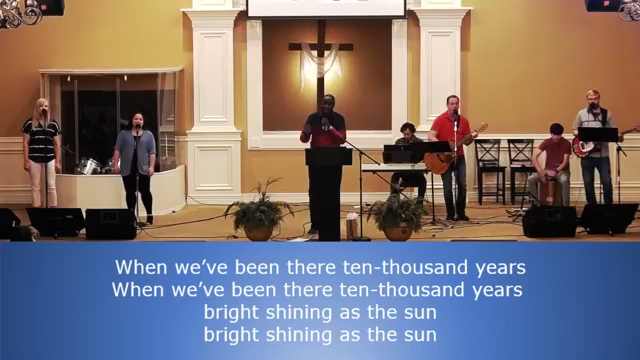 When we've been there ten-thousand years
When we've been there ten-thousand years
bright shining as the sun
bright shining as the sun